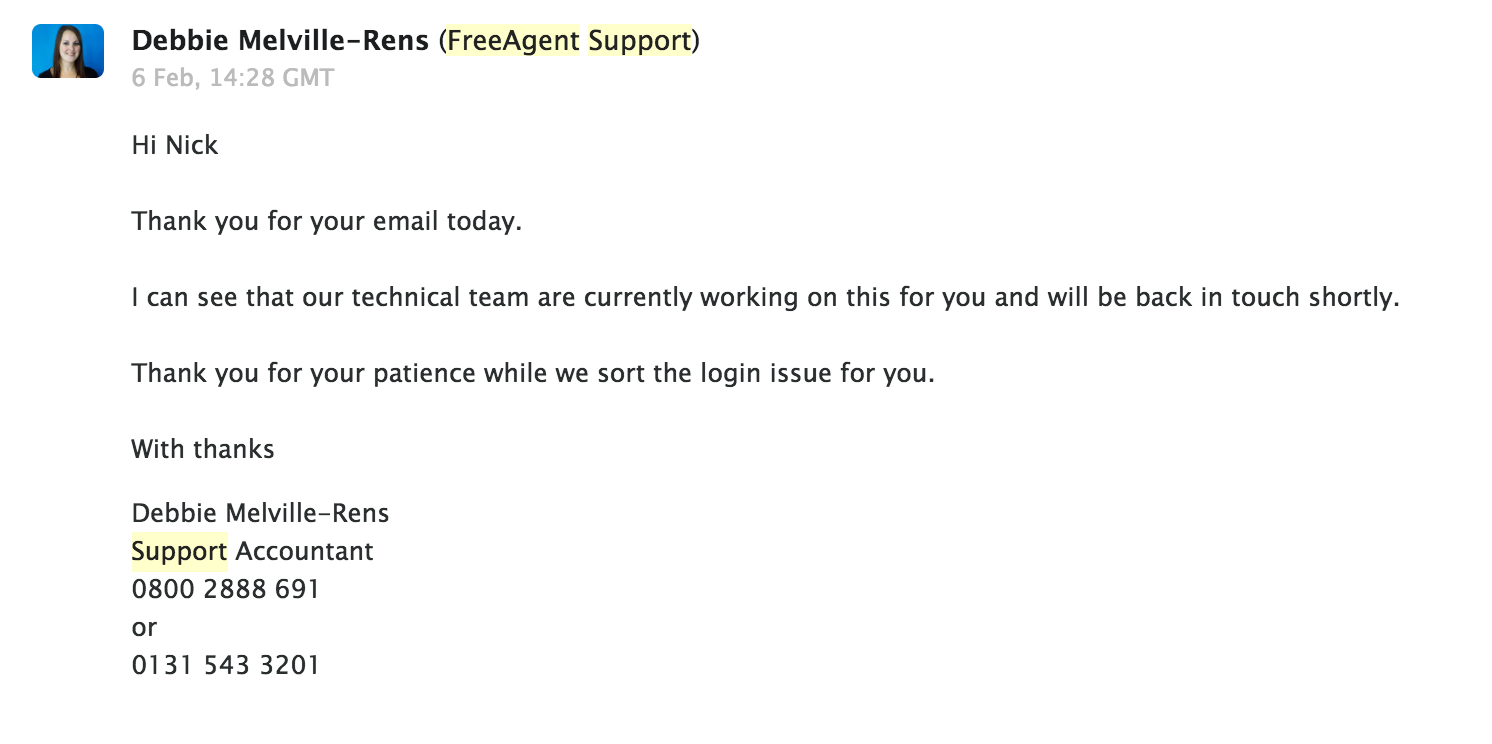 Debbie Melville-Rens (FreeAgent Support)
6 Feb, 14:28 GMT
Hi Nick
Thank you for your email today.
I can see that our technical team are currently working on this for you and will be back in touch shortly.
Thank you for your patience while we sort the login issue for you.
With thanks
Debbie Melville-Rens
Support Accountant
0800 2888 691
or
0131 543 3201